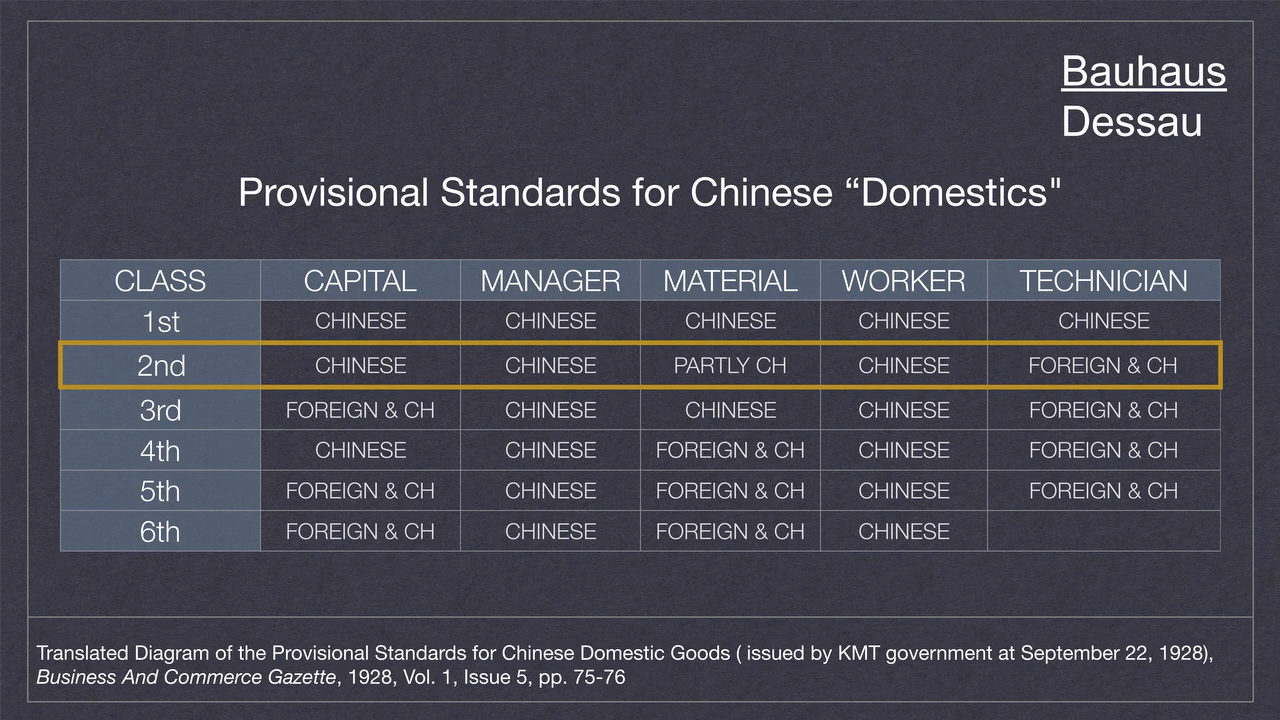 Bauhaus
Dessau
Provisional Standards for Chinese “Domestics"
CLASS CAPITAL MANAGER MATERIAL WORKER TECHNICIAN
1st CHINESE CHINESE CHINESE CHINESE CHINESE
2nd CHINESE CHINESE PARTLY CH CHINESE FOREIGN & CH
3rd FOREIGN & CH CHINESE CHINESE CHINESE FOREIGN & CH
4th CHINESE CHINESE FOREIGN & CH CHINESE FOREIGN & CH
5th FOREIGN & CH CHINESE FOREIGN & CH CHINESE FOREIGN & CH
6th FOREIGN & CH CHINESE FOREIGN & CH CHINESE
Translated Diagram of the Provisional Standards for Chinese Domestic Goods ( issued by KMT government at September 22, 1928),
Business And Commerce Gazette, 1928, Vol. 1, Issue 5, pp. 75-76